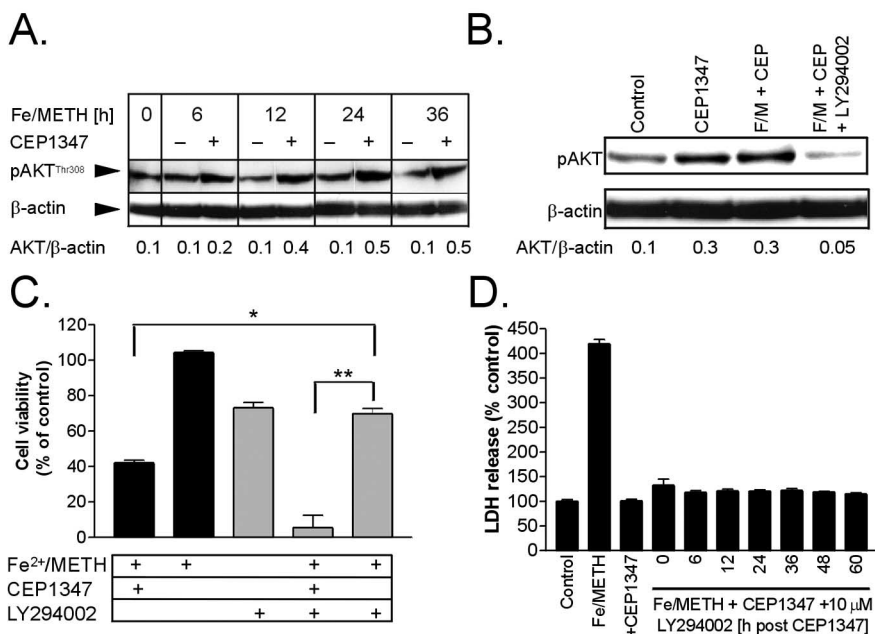 A.
Fe/METH [h] 0 6 12 24 36
CEP1347 – + – + – + – +
pAKT Thr308
β-actin
AKT/β-actin 0.1 0.1 0.2 0.1 0.4 0.1 0.5 0.1 0.5
B.
Control CEP1347 F/M + CEP F/M + CEP + LY294002
pAKT
β-actin
AKT/β-actin 0.1 0.3 0.3 0.05
C.
Cell viability
(% of control)
120
100
80
60
40
20
0
*
**
Fe²⁺/METH + + + +
CEP1347 + +
LY294002 + + +
D.
LDH release (% control)
450
400
350
300
250
200
150
100
50
0
Control Fe/METH +CEP1347 0 6 12 24 36 48 60
Fe/METH + CEP1347 +10 μM
LY294002 [h post CEP1347]